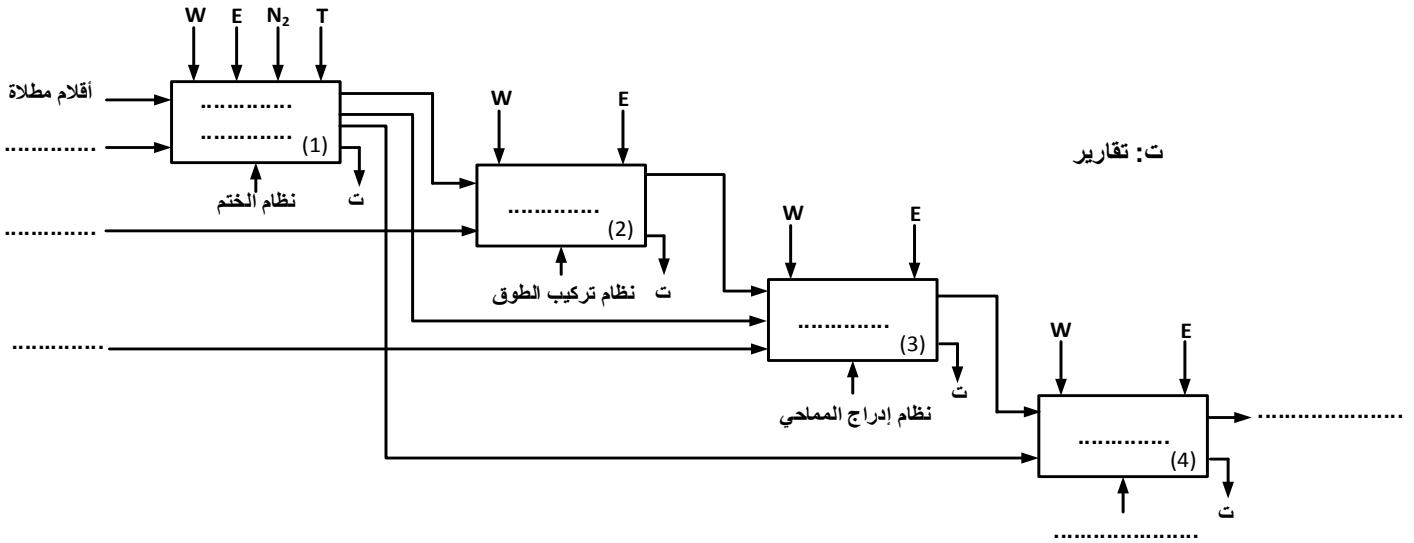 W E N₂ T
أقلام مطلاة
..............
..............
.............. (1)
نظام الختم
ت
W E
ت: تقارير
..............
.............. (2)
نظام تركيب الطوق
ت
W E
..............
.............. (3)
نظام إدراج المماحي
ت
W E
.............. (4)
......................
ت
......................